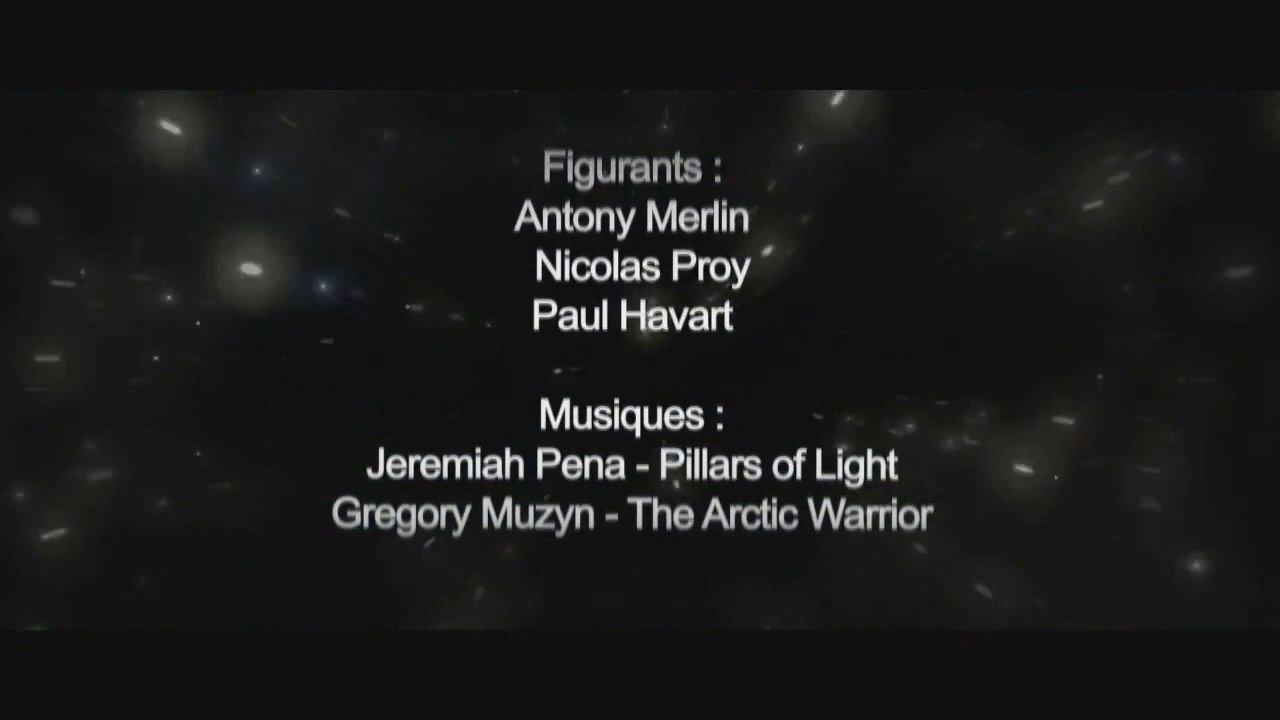 Figurants :
Antony Merlin
Nicolas Proy
Paul Havart
Musiques :
Jeremiah Pena - Pillars of Light
Gregory Muzyn - The Arctic Warrior